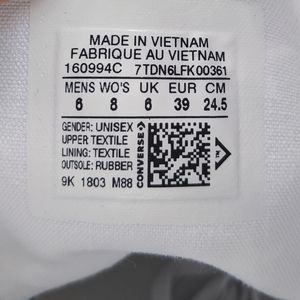 MADE IN VIETNAM
FABRIQUE AU VIETNAM
160994C 7TDN6LFK00361
MENS WO'S UK EUR CM
6 8 6 39 24.5
GENDER: UNISEX
UPPER TEXTILE
LINING: TEXTILE
OUTSOLE: RUBBER
9K 1803 M88
CONVERSE